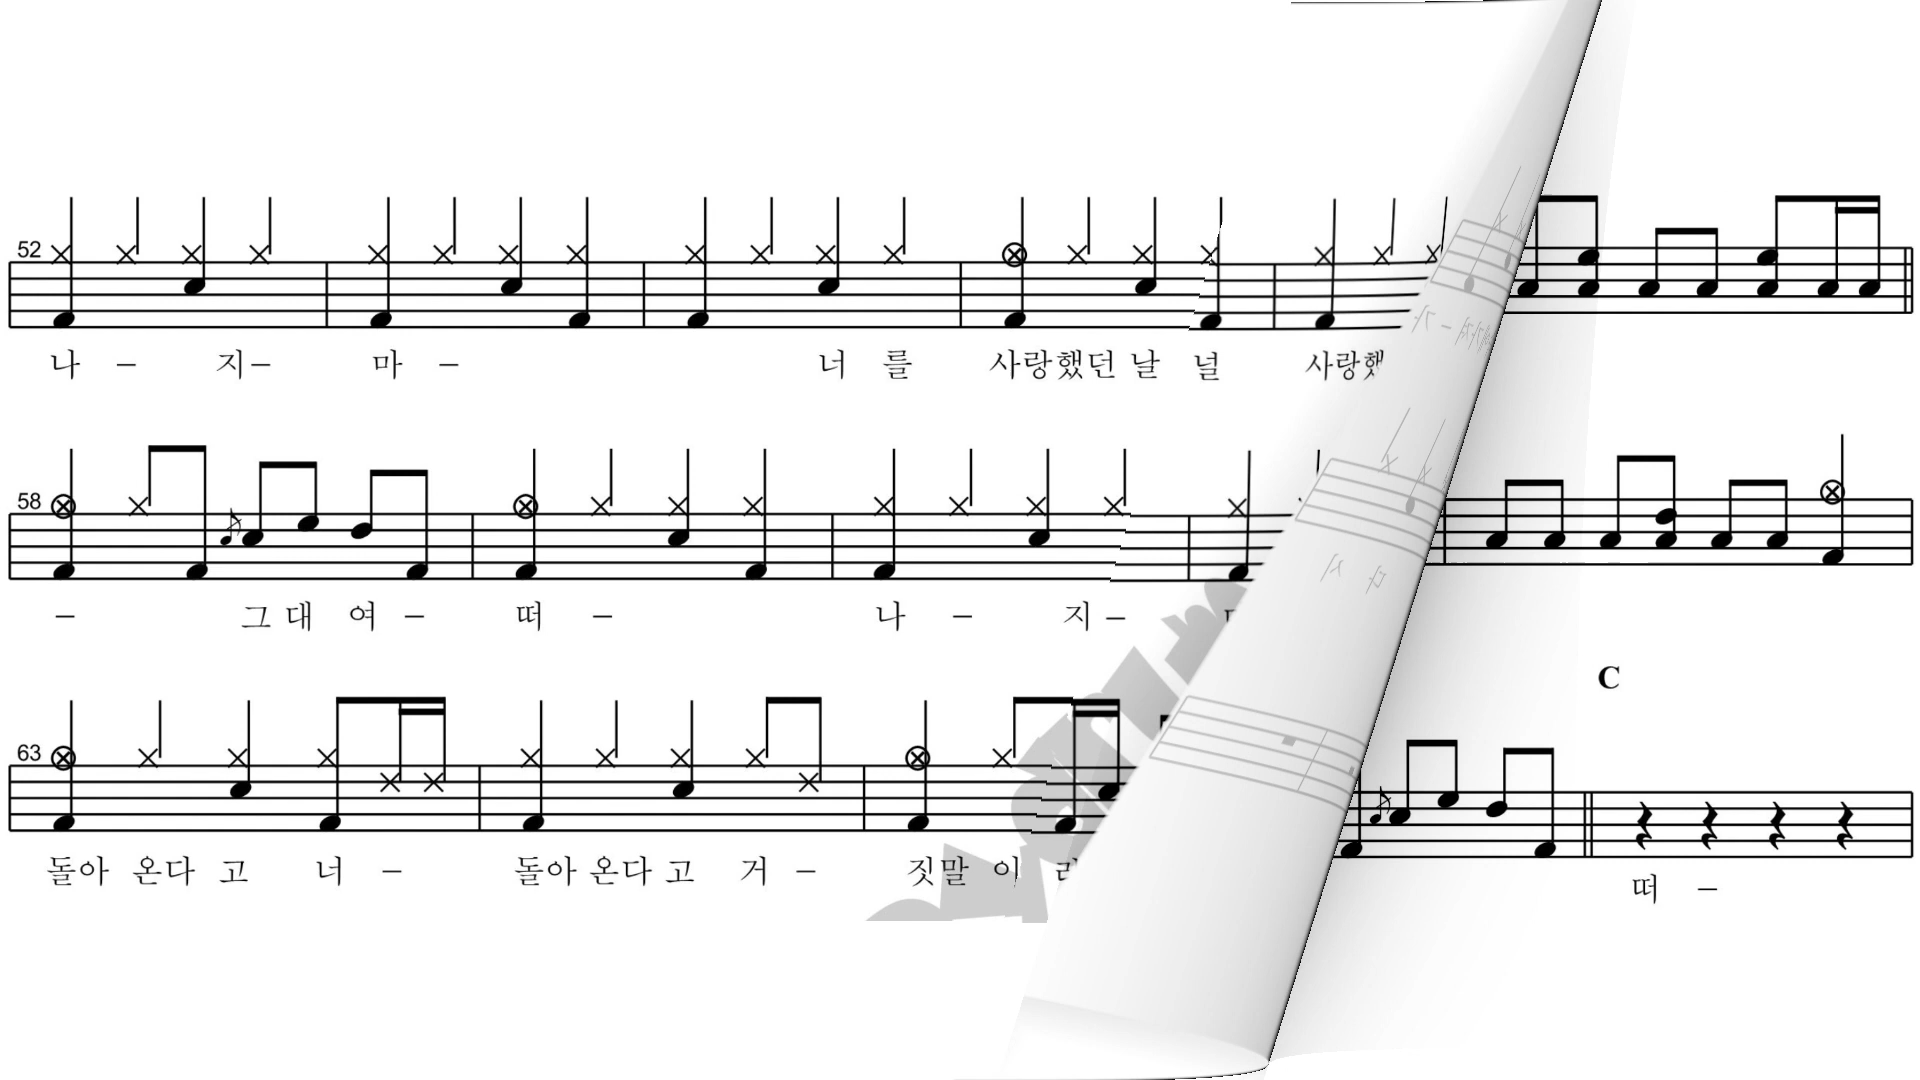 52
나 – 지– 마 – 너 를 사랑했던 날 널 사랑했
58
– 그 대 여 – 떠 – 나 – 지 –
C
63
돌아 온다 고 너 – 돌아 온다 고 거 – 짓말 이 떠 –